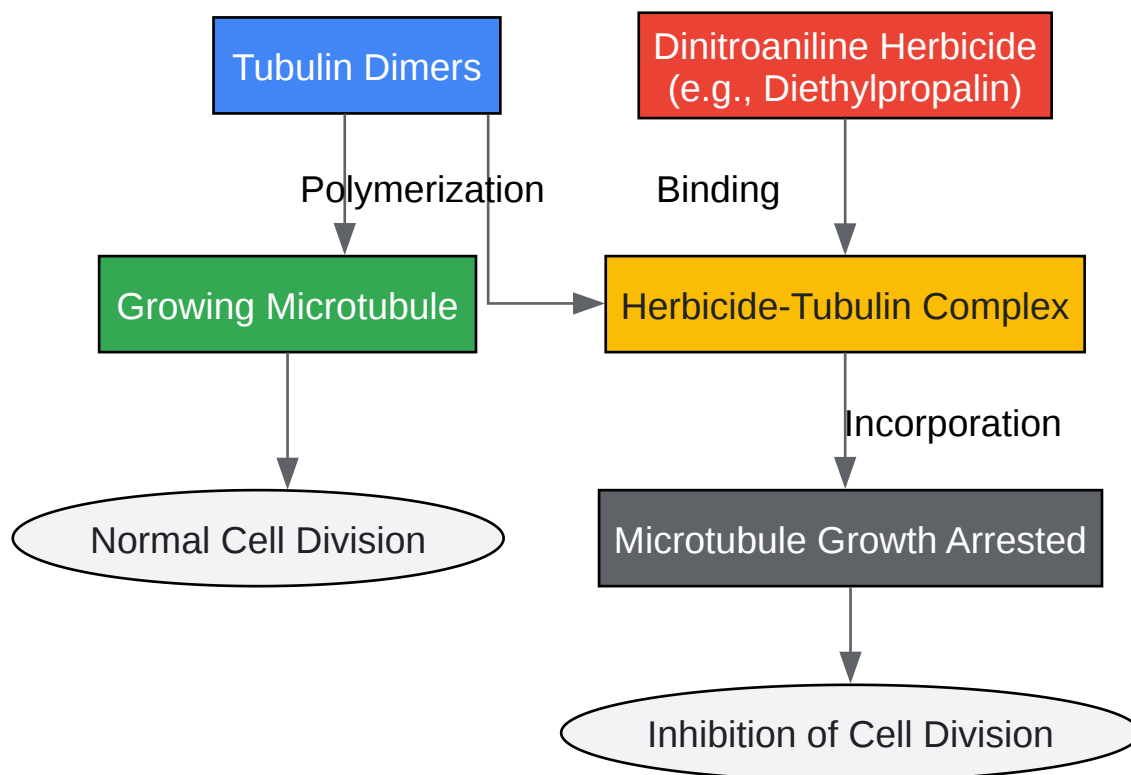 Tubulin Dimers
Dinitroaniline Herbicide
(e.g., Diethylpropalin)
Polymerization
Binding
Growing Microtubule
Herbicide-Tubulin Complex
Incorporation
Normal Cell Division
Microtubule Growth Arrested
Inhibition of Cell Division